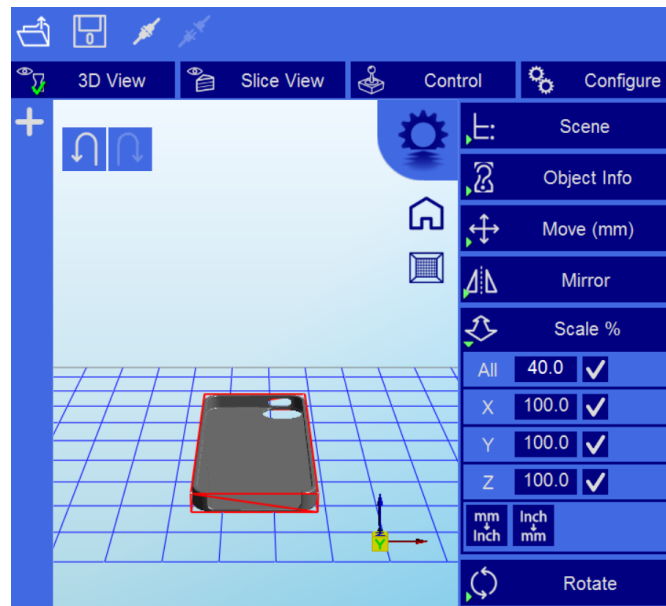 0
3D View
Slice View
Control
Configure
Scene
Object Info
Move (mm)
Mirror
Scale %
All 40.0
X 100.0
Y 100.0
Z 100.0
mm
Inch
Inch
mm
Rotate
Y